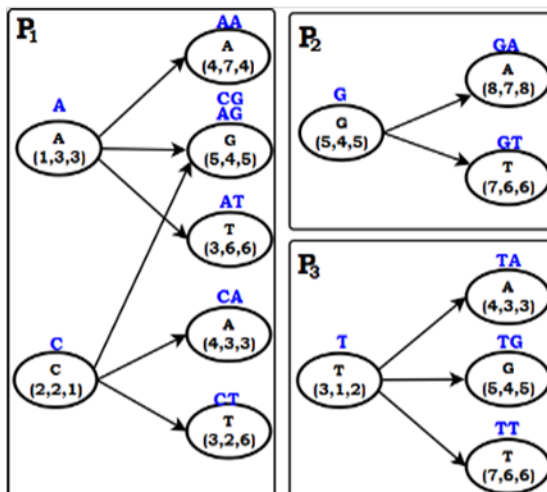 P1
AA
A
(4,7,4)
A
A
(1,3,3)
CG
AG
G
(5,4,5)
AT
T
(3,6,6)
CA
A
(4,3,3)
C
C
(2,2,1)
CT
T
(3,2,6)
P2
GA
A
(8,7,8)
G
G
(5,4,5)
GT
T
(7,6,6)
P3
TA
A
(4,3,3)
T
T
(3,1,2)
TG
G
(5,4,5)
TT
T
(7,6,6)